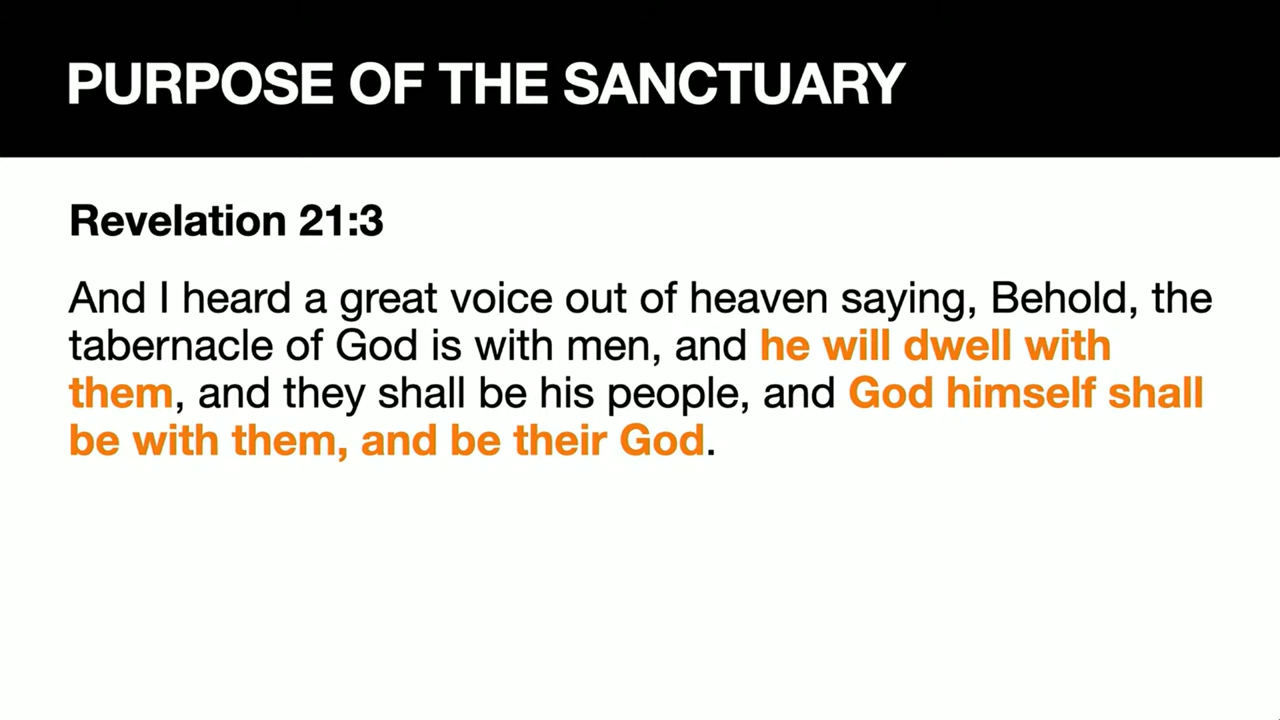 PURPOSE OF THE SANCTUARY
Revelation 21:3
And I heard a great voice out of heaven saying, Behold, the
tabernacle of God is with men, and he will dwell with
them, and they shall be his people, and God himself shall
be with them, and be their God.